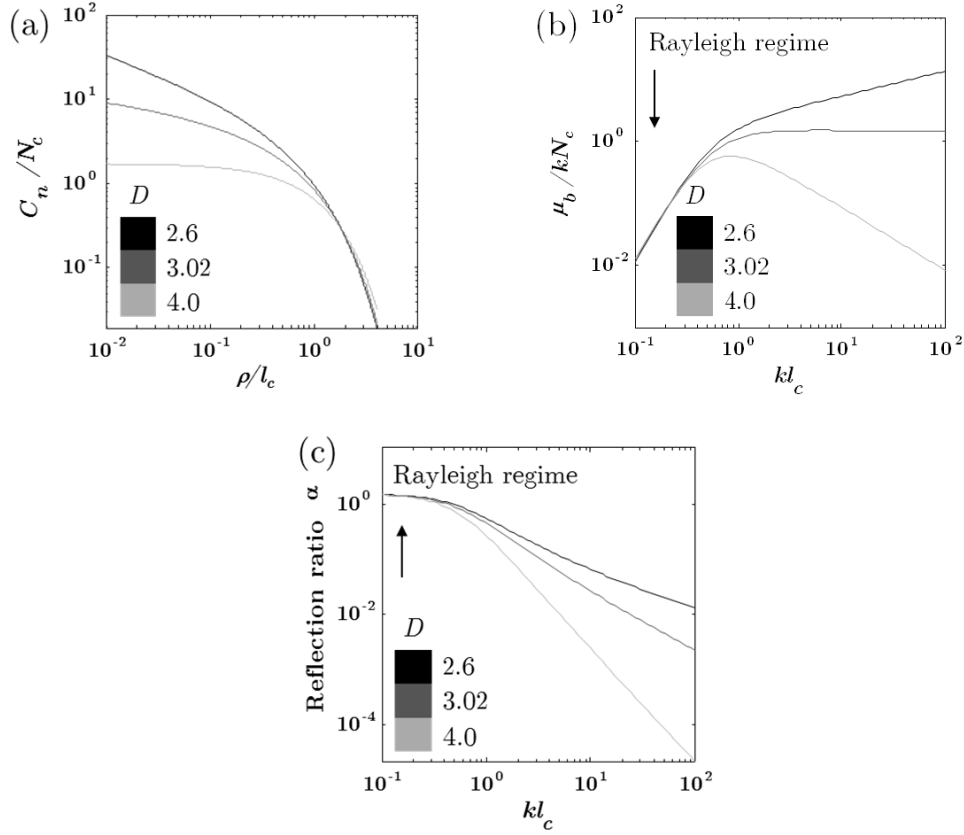 (a)
10^2
10^1
10^0
10^-1
C_n /N_c
D
2.6
3.02
4.0
10^-2 10^-1 10^0 10^1
ρ/l_c
(b)
10^2
10^0
10^-2
μ_b /kN_c
Rayleigh regime
D
2.6
3.02
4.0
10^-1 10^0 10^1 10^2
kl_c
(c)
10^0
10^-2
10^-4
Reflection ratio α
Rayleigh regime
D
2.6
3.02
4.0
10^-1 10^0 10^1 10^2
kl_c